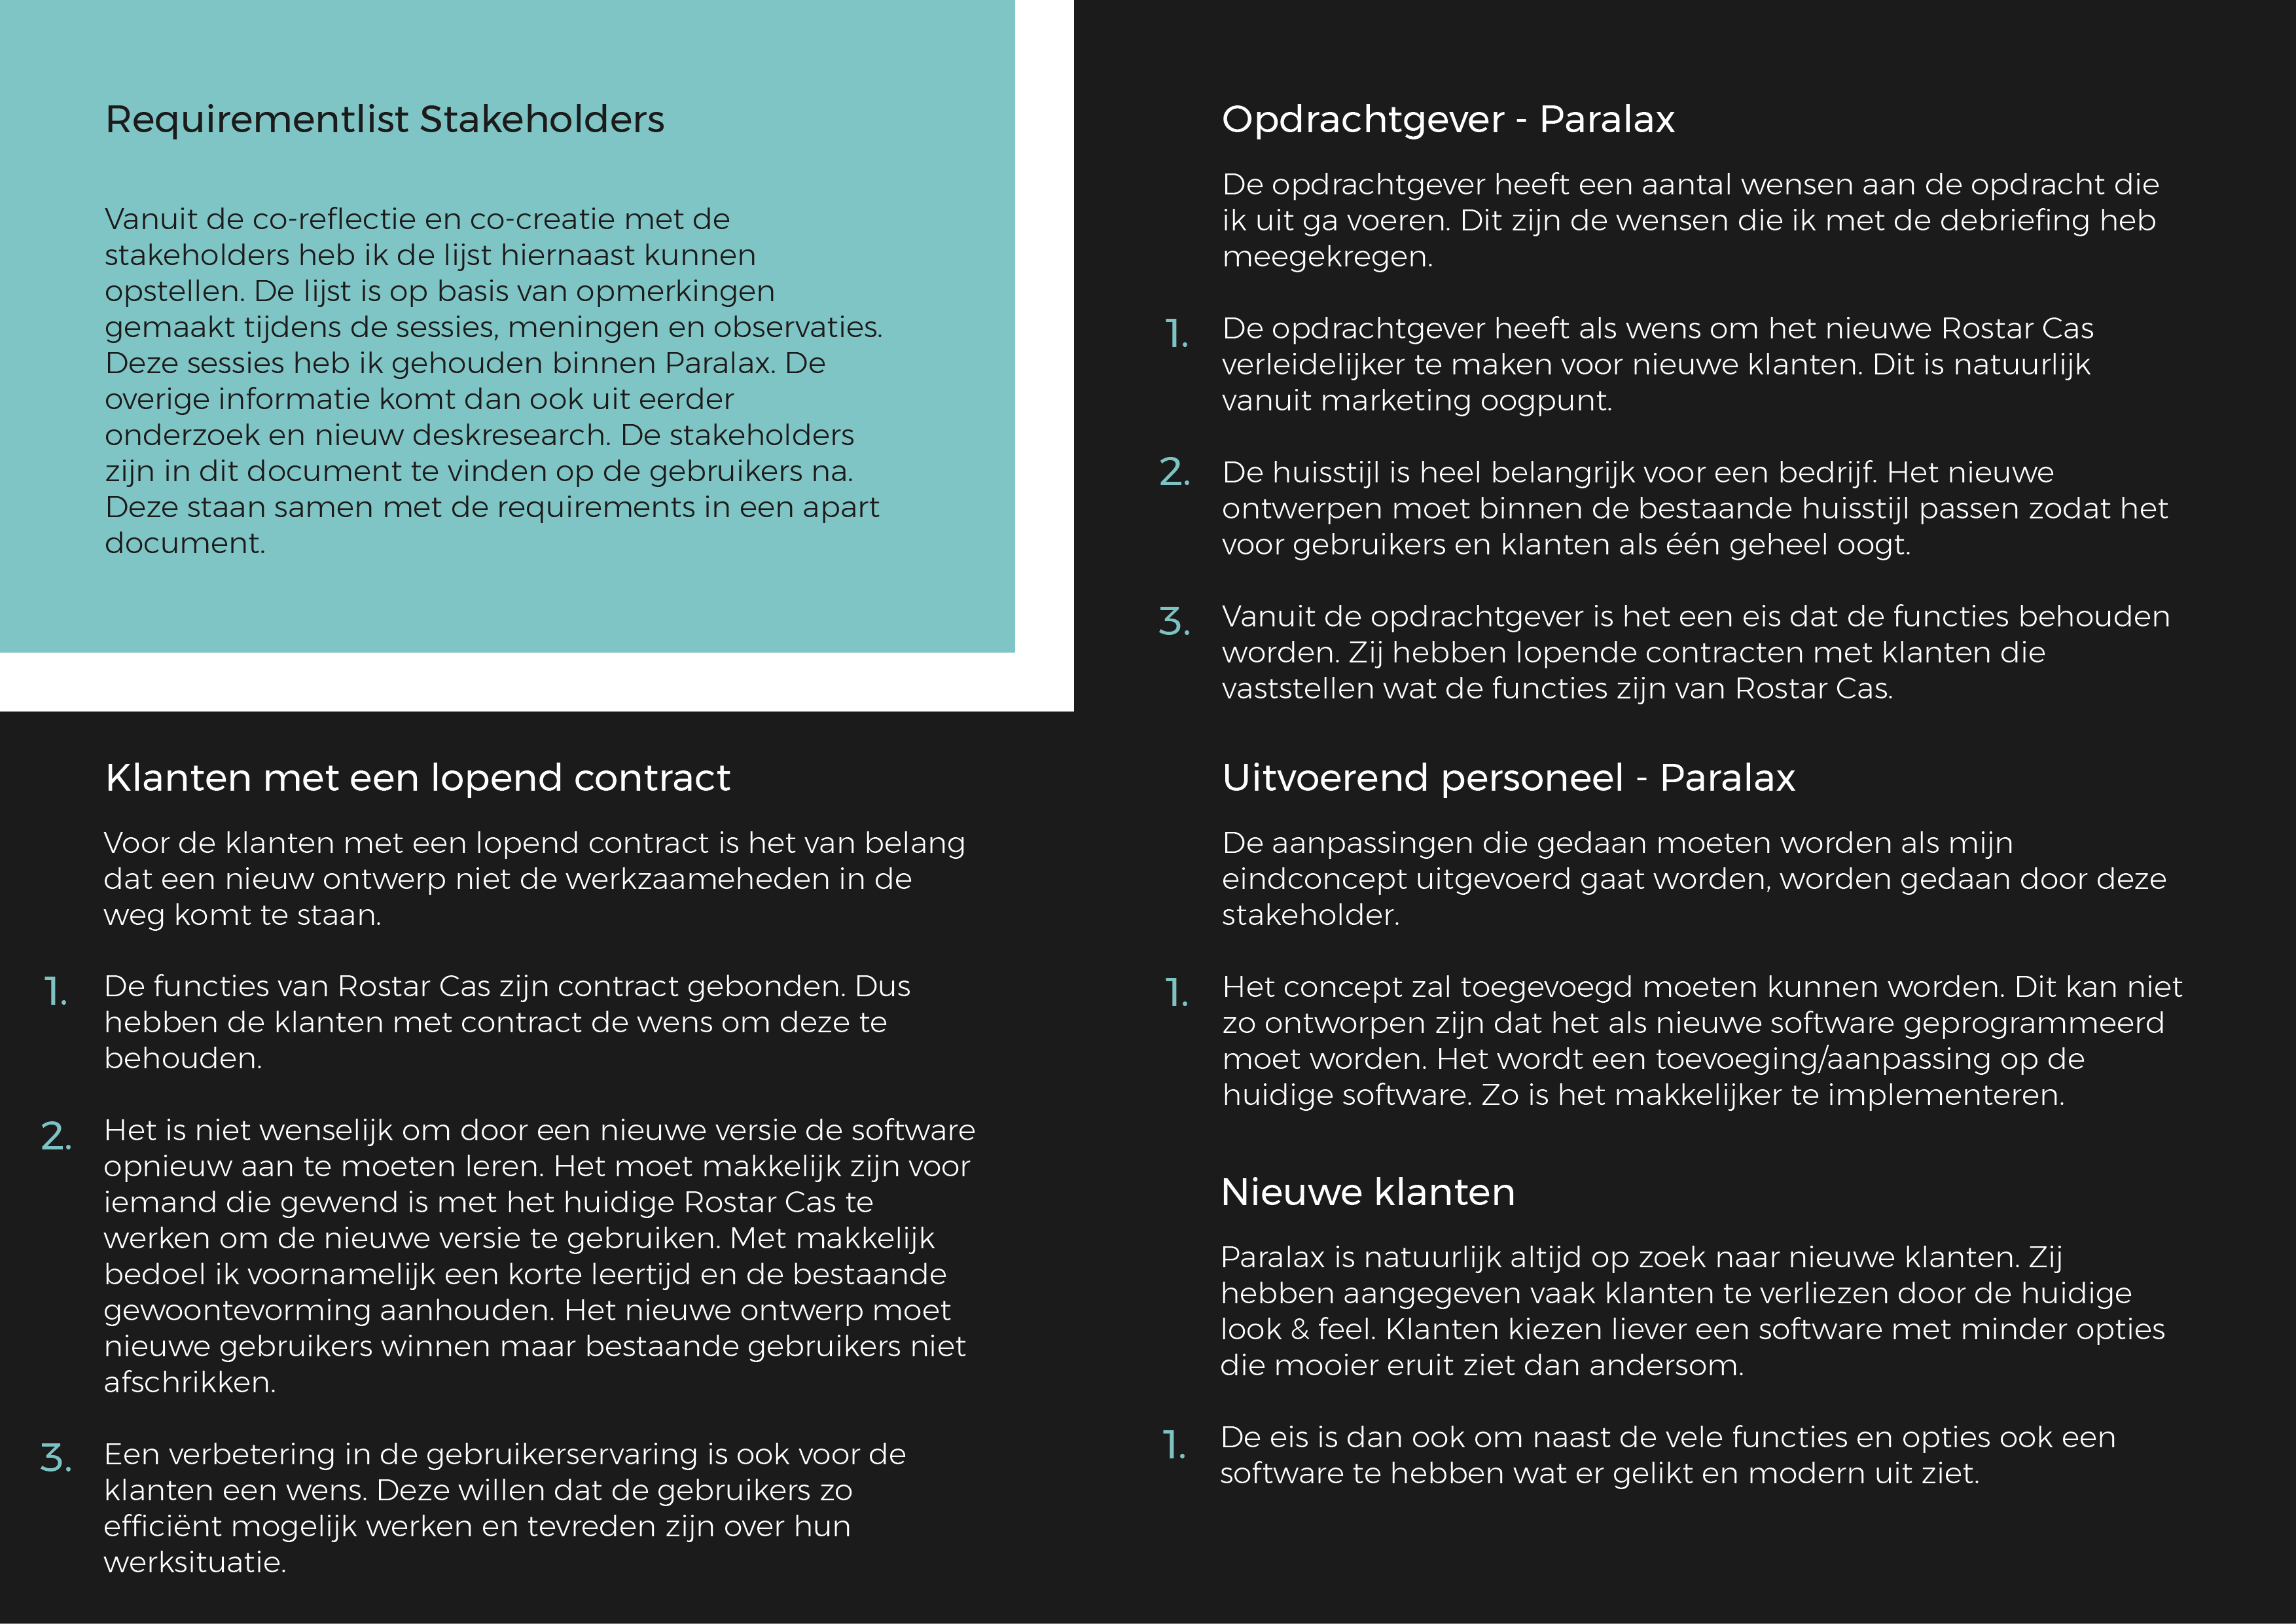 Requirementlist Stakeholders
Vanuit de co-reflectie en co-creatie met de
stakeholders heb ik de lijst hiernaast kunnen
opstellen. De lijst is op basis van opmerkingen
gemaakt tijdens de sessies, meningen en observaties.
Deze sessies heb ik gehouden binnen Paralax. De
overige informatie komt dan ook uit eerder
onderzoek en nieuw deskresearch. De stakeholders
zijn in dit document te vinden op de gebruikers na.
Deze staan samen met de requirements in een apart
document.
Opdrachtgever - Paralax
De opdrachtgever heeft een aantal wensen aan de opdracht die
ik uit ga voeren. Dit zijn de wensen die ik met de debriefing heb
meegekregen.
1. De opdrachtgever heeft als wens om het nieuwe Rostar Cas
verleidelijker te maken voor nieuwe klanten. Dit is natuurlijk
vanuit marketing oogpunt.
2. De huisstijl is heel belangrijk voor een bedrijf. Het nieuwe
ontwerpen moet binnen de bestaande huisstijl passen zodat het
voor gebruikers en klanten als één geheel oogt.
3. Vanuit de opdrachtgever is het een eis dat de functies behouden
worden. Zij hebben lopende contracten met klanten die
vaststellen wat de functies zijn van Rostar Cas.
Klanten met een lopend contract
Voor de klanten met een lopend contract is het van belang
dat een nieuw ontwerp niet de werkzaameheden in de
weg komt te staan.
1. De functies van Rostar Cas zijn contract gebonden. Dus
hebben de klanten met contract de wens om deze te
behouden.
2. Het is niet wenselijk om door een nieuwe versie de software
opnieuw aan te moeten leren. Het moet makkelijk zijn voor
iemand die gewend is met het huidige Rostar Cas te
werken om de nieuwe versie te gebruiken. Met makkelijk
bedoel ik voornamelijk een korte leertijd en de bestaande
gewoontevorming aanhouden. Het nieuwe ontwerp moet
nieuwe gebruikers winnen maar bestaande gebruikers niet
afschrikken.
3. Een verbetering in de gebruikerservaring is ook voor de
klanten een wens. Deze willen dat de gebruikers zo
efficiënt mogelijk werken en tevreden zijn over hun
werksituatie.
Uitvoerend personeel - Paralax
De aanpassingen die gedaan moeten worden als mijn
eindconcept uitgevoerd gaat worden, worden gedaan door deze
stakeholder.
1. Het concept zal toegevoegd moeten kunnen worden. Dit kan niet
zo ontworpen zijn dat het als nieuwe software geprogrammeerd
moet worden. Het wordt een toevoeging/aanpassing op de
huidige software. Zo is het makkelijker te implementeren.
Nieuwe klanten
Paralax is natuurlijk altijd op zoek naar nieuwe klanten. Zij
hebben aangegeven vaak klanten te verliezen door de huidige
look & feel. Klanten kiezen liever een software met minder opties
die mooier eruit ziet dan andersom.
1. De eis is dan ook om naast de vele functies en opties ook een
software te hebben wat er gelikt en modern uit ziet.